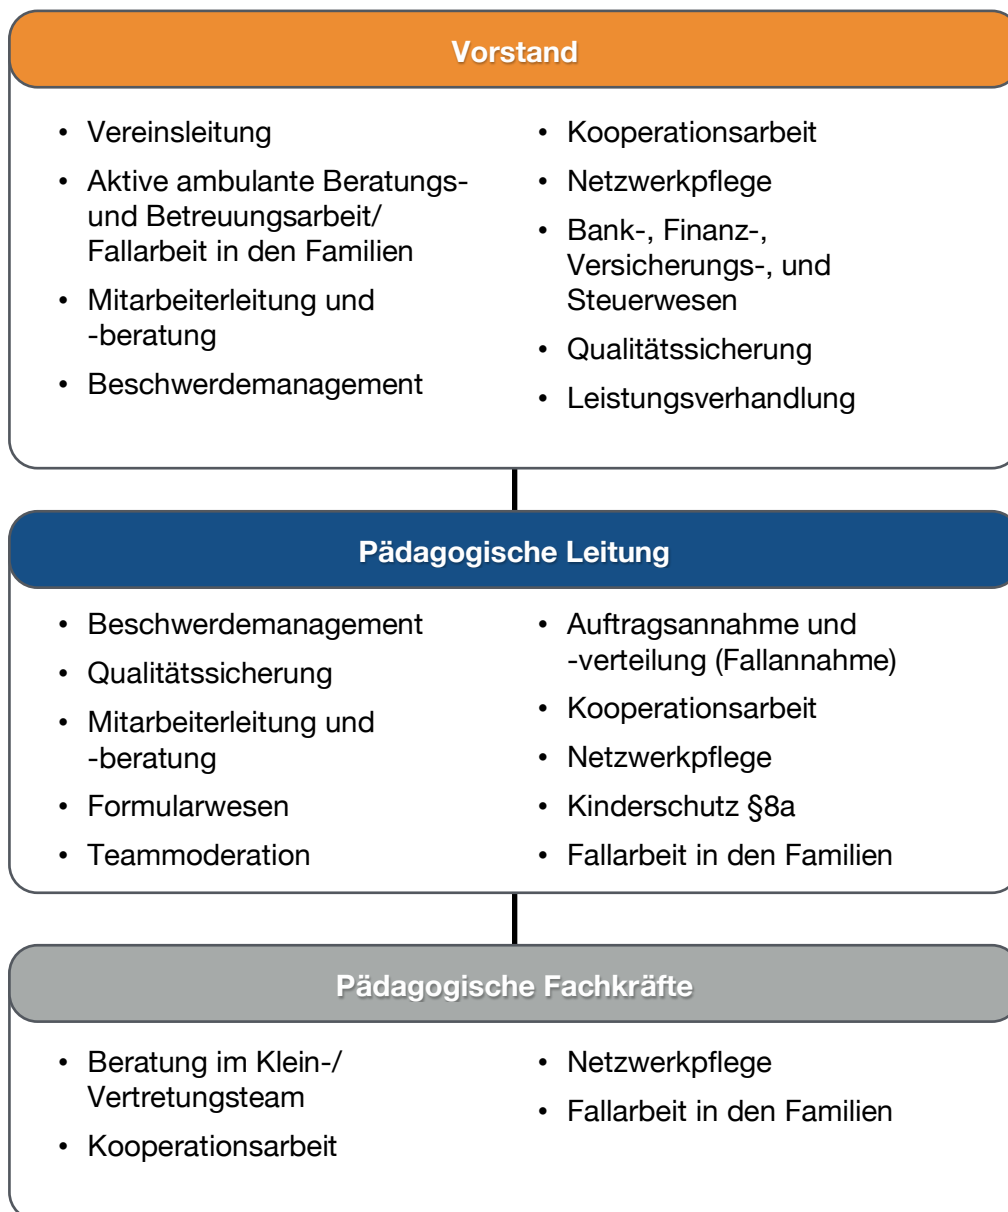 Vorstand
• Vereinsleitung
• Aktive ambulante Beratungs-
und Betreuungsarbeit/
Fallarbeit in den Familien
• Mitarbeiterleitung und
-beratung
• Beschwerdemanagement
• Kooperationsarbeit
• Netzwerkpflege
• Bank-, Finanz-,
Versicherungs-, und
Steuerwesen
• Qualitätssicherung
• Leistungsverhandlung
Pädagogische Leitung
• Beschwerdemanagement
• Qualitätssicherung
• Mitarbeiterleitung und
-beratung
• Formularwesen
• Teammoderation
• Auftragsannahme und
-verteilung (Fallannahme)
• Kooperationsarbeit
• Netzwerkpflege
• Kinderschutz §8a
• Fallarbeit in den Familien
Pädagogische Fachkräfte
• Beratung im Klein-/
Vertretungsteam
• Kooperationsarbeit
• Netzwerkpflege
• Fallarbeit in den Familien